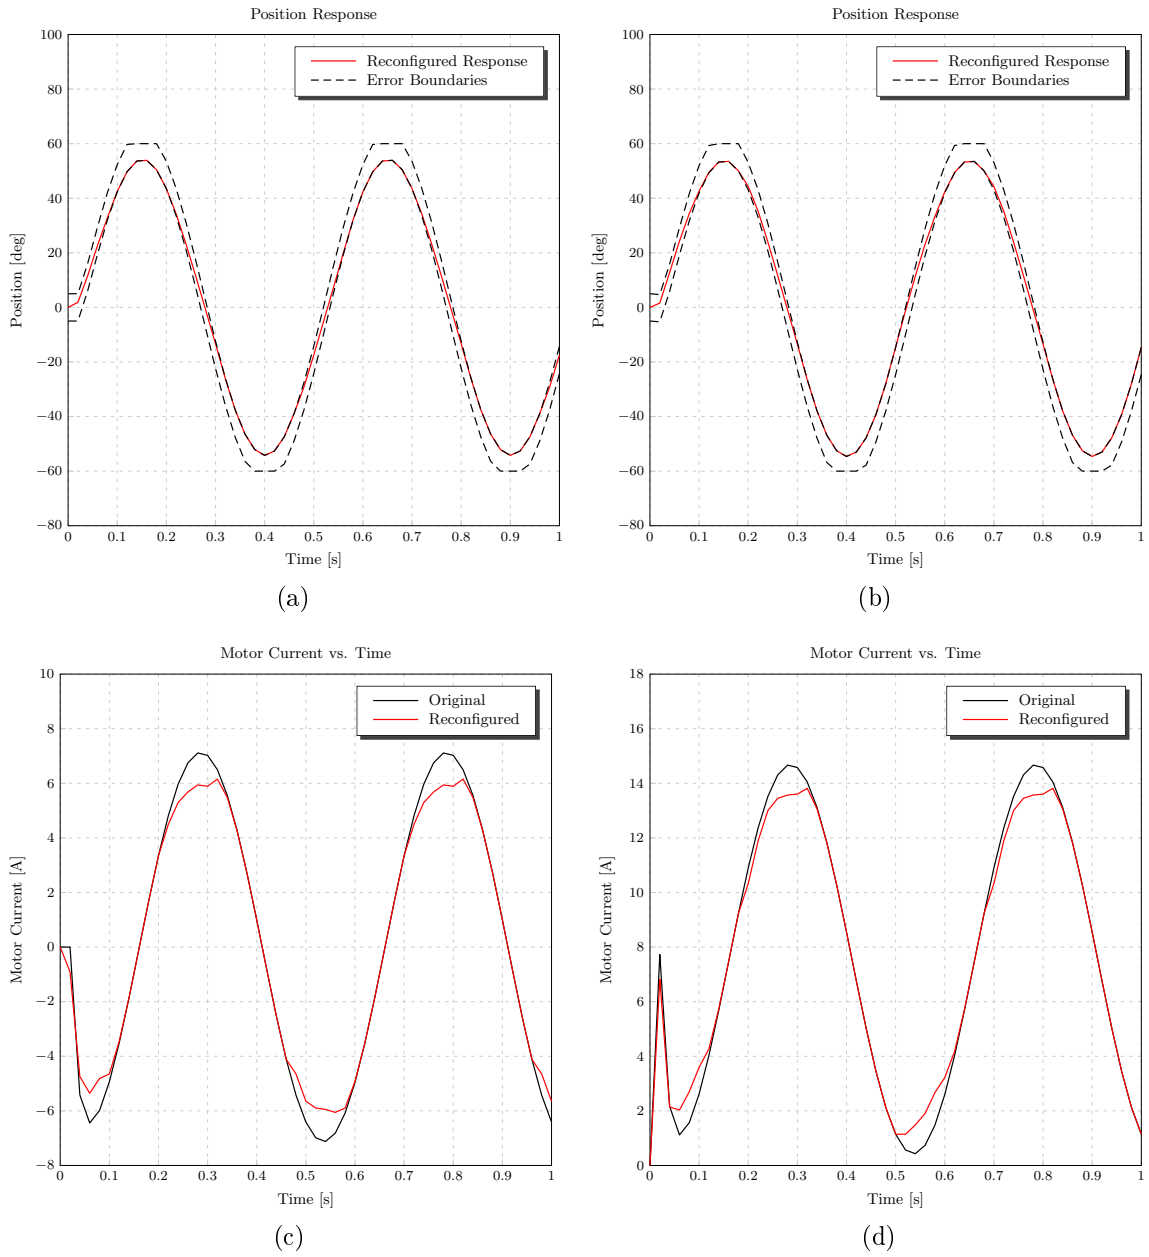 Position Response
100
80
60
40
20
0
−20
−40
−60
−80
0 0.1 0.2 0.3 0.4 0.5 0.6 0.7 0.8 0.9 1
Position [deg]
Time [s]
Reconfigured Response
Error Boundaries
(a)
Position Response
100
80
60
40
20
0
−20
−40
−60
−80
0 0.1 0.2 0.3 0.4 0.5 0.6 0.7 0.8 0.9 1
Position [deg]
Time [s]
Reconfigured Response
Error Boundaries
(b)
Motor Current vs. Time
10
8
6
4
2
0
−2
−4
−6
−8
0 0.1 0.2 0.3 0.4 0.5 0.6 0.7 0.8 0.9 1
Motor Current [A]
Time [s]
Original
Reconfigured
(c)
Motor Current vs. Time
18
16
14
12
10
8
6
4
2
0
0 0.1 0.2 0.3 0.4 0.5 0.6 0.7 0.8 0.9 1
Motor Current [A]
Time [s]
Original
Reconfigured
(d)